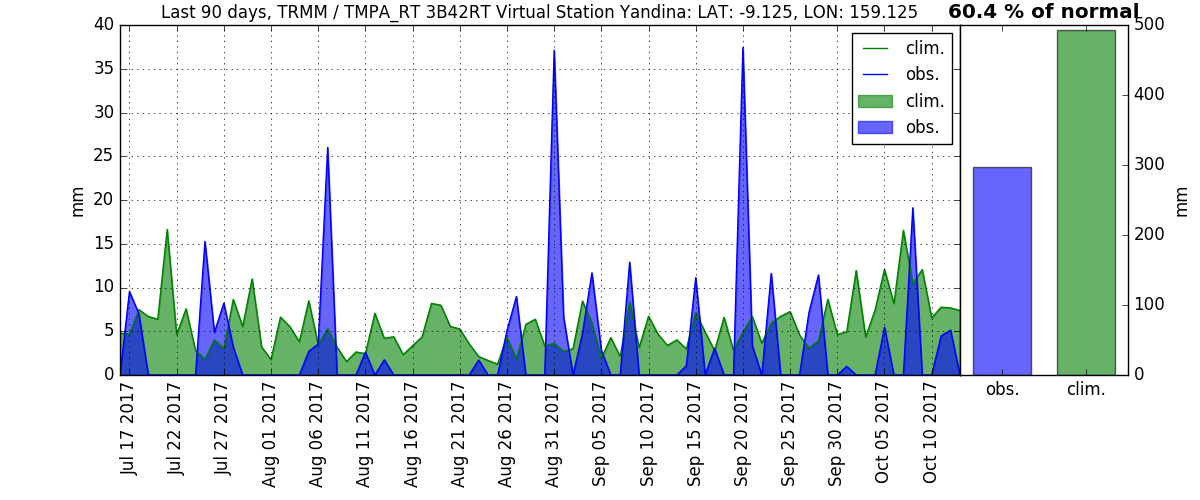 Last 90 days, TRMM / TMPA_RT 3B42RT Virtual Station Yandina: LAT: -9.125, LON: 159.125
60.4 % of normal
40
35
30
25
20
15
10
5
0
mm
clim.
obs.
clim.
obs.
500
400
300
200
100
0
mm
Jul 17 2017
Jul 22 2017
Jul 27 2017
Aug 01 2017
Aug 06 2017
Aug 11 2017
Aug 16 2017
Aug 21 2017
Aug 26 2017
Aug 31 2017
Sep 05 2017
Sep 10 2017
Sep 15 2017
Sep 20 2017
Sep 25 2017
Sep 30 2017
Oct 05 2017
Oct 10 2017
obs.
clim.